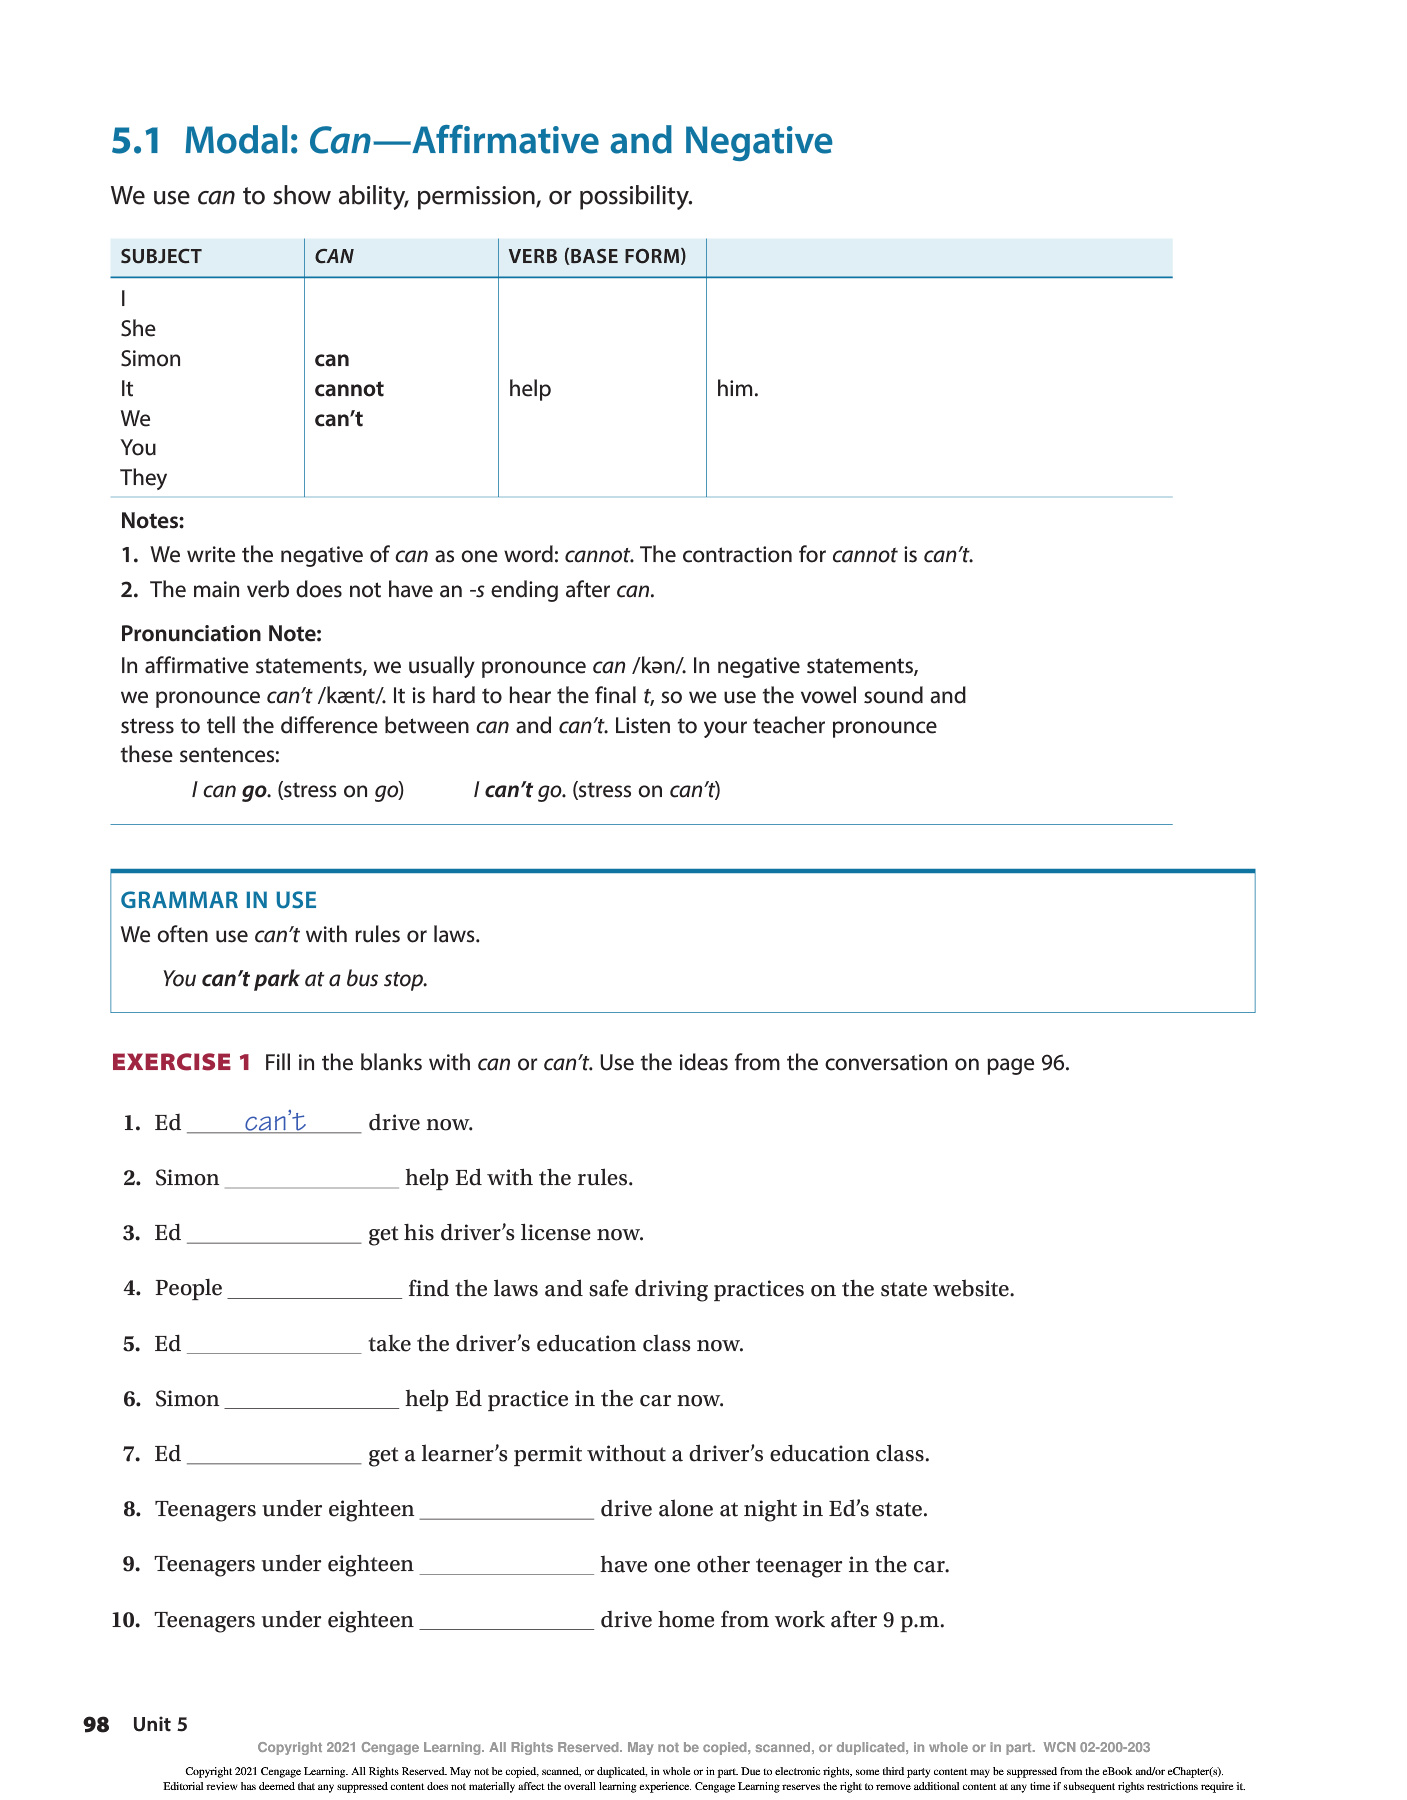 5.1 Modal: Can—Affirmative and Negative
We use can to show ability, permission, or possibility.
SUBJECT CAN VERB (BASE FORM)
I
She
Simon can
It cannot help him.
We can't
You
They
Notes:
1. We write the negative of can as one word: cannot. The contraction for cannot is can't.
2. The main verb does not have an -s ending after can.
Pronunciation Note:
In affirmative statements, we usually pronounce can /kən/. In negative statements,
we pronounce can't /kænt/. It is hard to hear the final t, so we use the vowel sound and
stress to tell the difference between can and can't. Listen to your teacher pronounce
these sentences:
I can go. (stress on go) I can't go. (stress on can't)
GRAMMAR IN USE
We often use can't with rules or laws.
You can't park at a bus stop.
EXERCISE 1 Fill in the blanks with can or can't. Use the ideas from the conversation on page 96.
1. Ed can't drive now.
2. Simon ____ help Ed with the rules.
3. Ed ____ get his driver's license now.
4. People ____ find the laws and safe driving practices on the state website.
5. Ed ____ take the driver's education class now.
6. Simon ____ help Ed practice in the car now.
7. Ed ____ get a learner's permit without a driver's education class.
8. Teenagers under eighteen ____ drive alone at night in Ed's state.
9. Teenagers under eighteen ____ have one other teenager in the car.
10. Teenagers under eighteen ____ drive home from work after 9 p.m.
98 Unit 5
Copyright 2021 Cengage Learning. All Rights Reserved. May not be copied, scanned, or duplicated, in whole or in part. WCN 02-200-203
Copyright 2021 Cengage Learning. All Rights Reserved. May not be copied, scanned, or duplicated, in whole or in part. Due to electronic rights, some third party content may be suppressed from the eBook and/or eChapter(s).
Editorial review has deemed that any suppressed content does not materially affect the overall learning experience. Cengage Learning reserves the right to remove additional content at any time if subsequent rights restrictions require it.